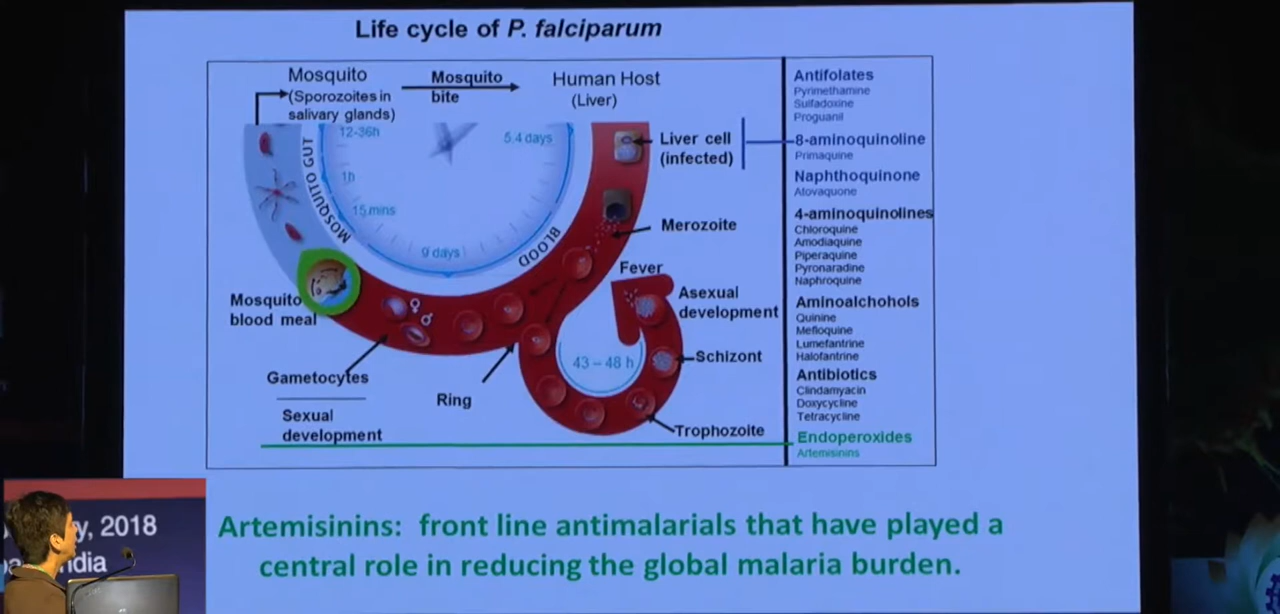 Life cycle of P. falciparum
Mosquito
(Sporozoites in
salivary glands)
Mosquito
bite
Human Host
(Liver)
12-36h
1h
15 mins
9 days
5.4 days
MOSQUITO GUT
BLOOD
Liver cell
(infected)
Merozoite
Fever
Asexual
development
Schizont
43 – 48 h
Trophozoite
Ring
Mosquito
blood meal
♀
♂
Gametocytes
Sexual
development
Antifolates
Pyrimethamine
Sulfadoxine
Proguanil
8-aminoquinoline
Primaquine
Naphthoquinone
Atovaquone
4-aminoquinolines
Chloroquine
Amodiaquine
Piperaquine
Pyronaradine
Naphroquine
Aminoalchohols
Quinine
Mefloquine
Lumefantrine
Halofantrine
Antibiotics
Clindamyacin
Doxycycline
Tetracycline
Endoperoxides
Artemisinins
Artemisinins: front line antimalarials that have played a
central role in reducing the global malaria burden.
y, 2018
ndia